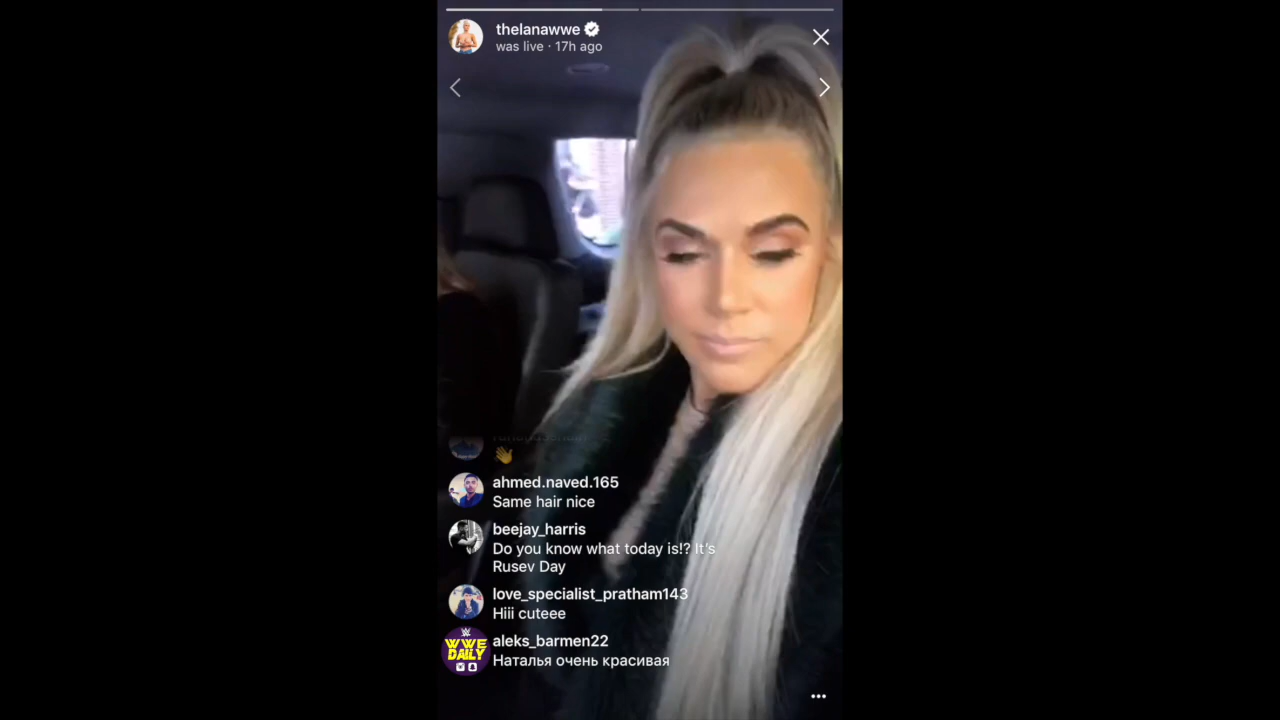 thelanawwe
was live · 17h ago
ahmed.naved.165
Same hair nice
beejay_harris
Do you know what today is!? It's
Rusev Day
love_specialist_pratham143
Hiii cuteee
WWE
DAILY
aleks_barmen22
Наталья очень красивая